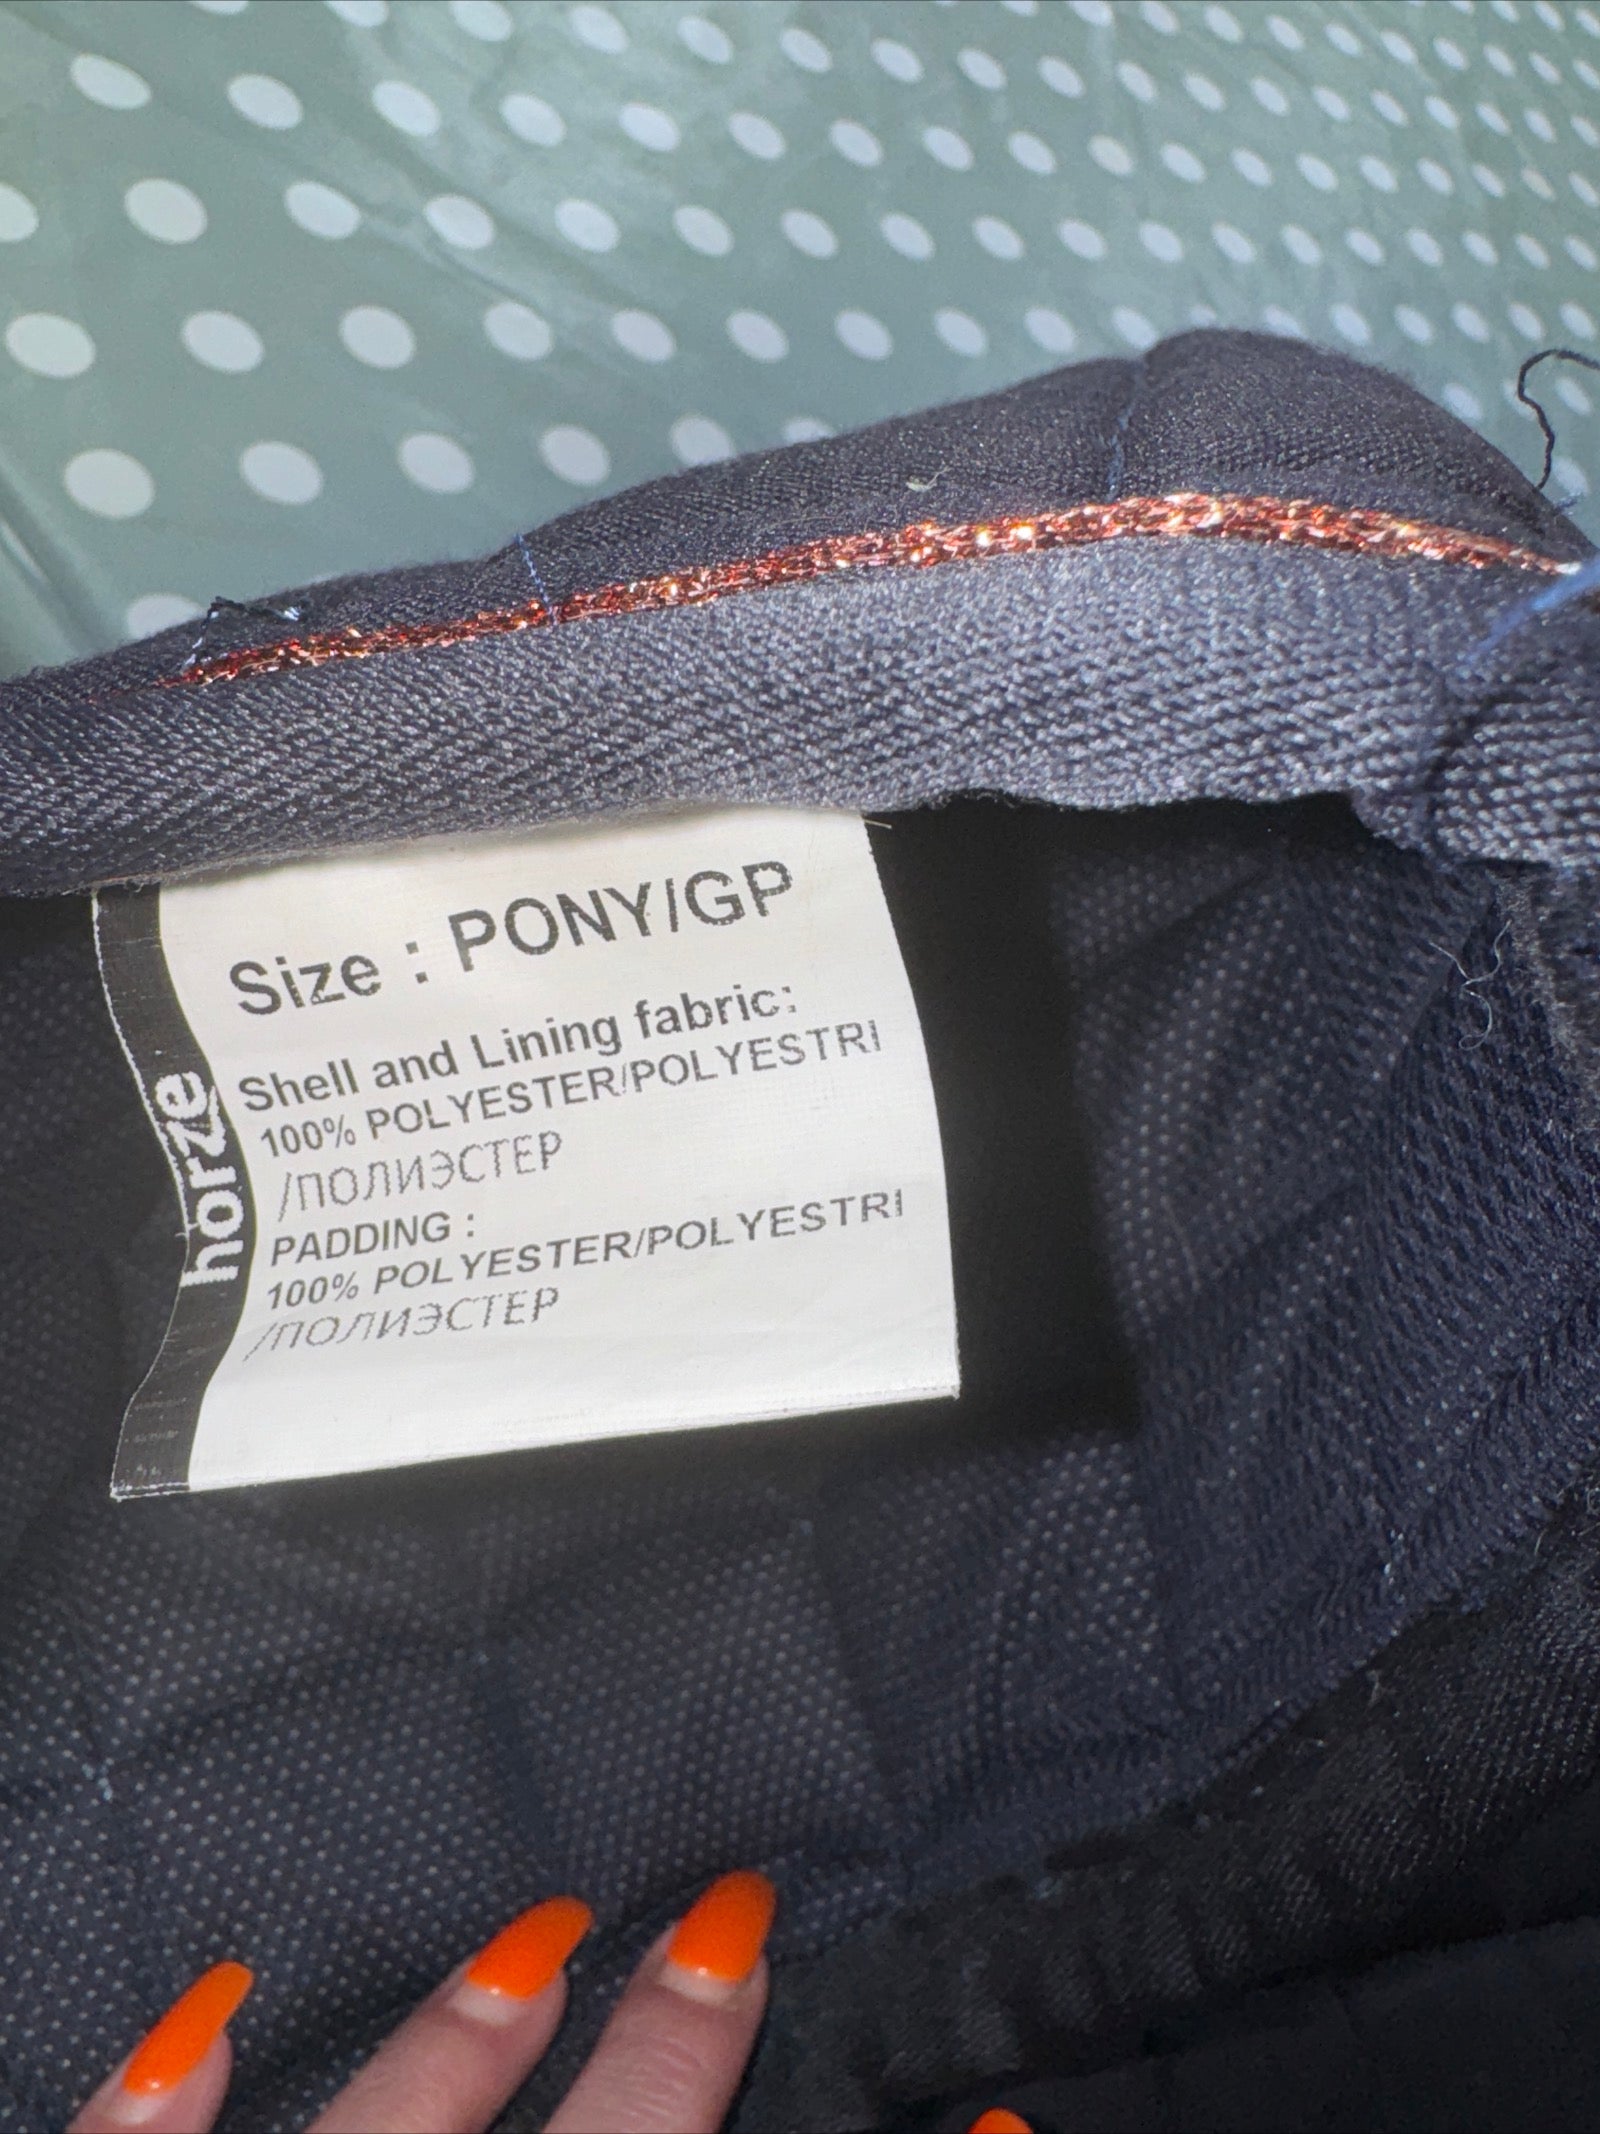 Size : PONY/GP
Shell and Lining fabric:
100% POLYESTER/POLYESTRI
/ПОЛИЭСТЕР
PADDING :
100% POLYESTER/POLYESTRI
/ПОЛИЭСТЕР
horze